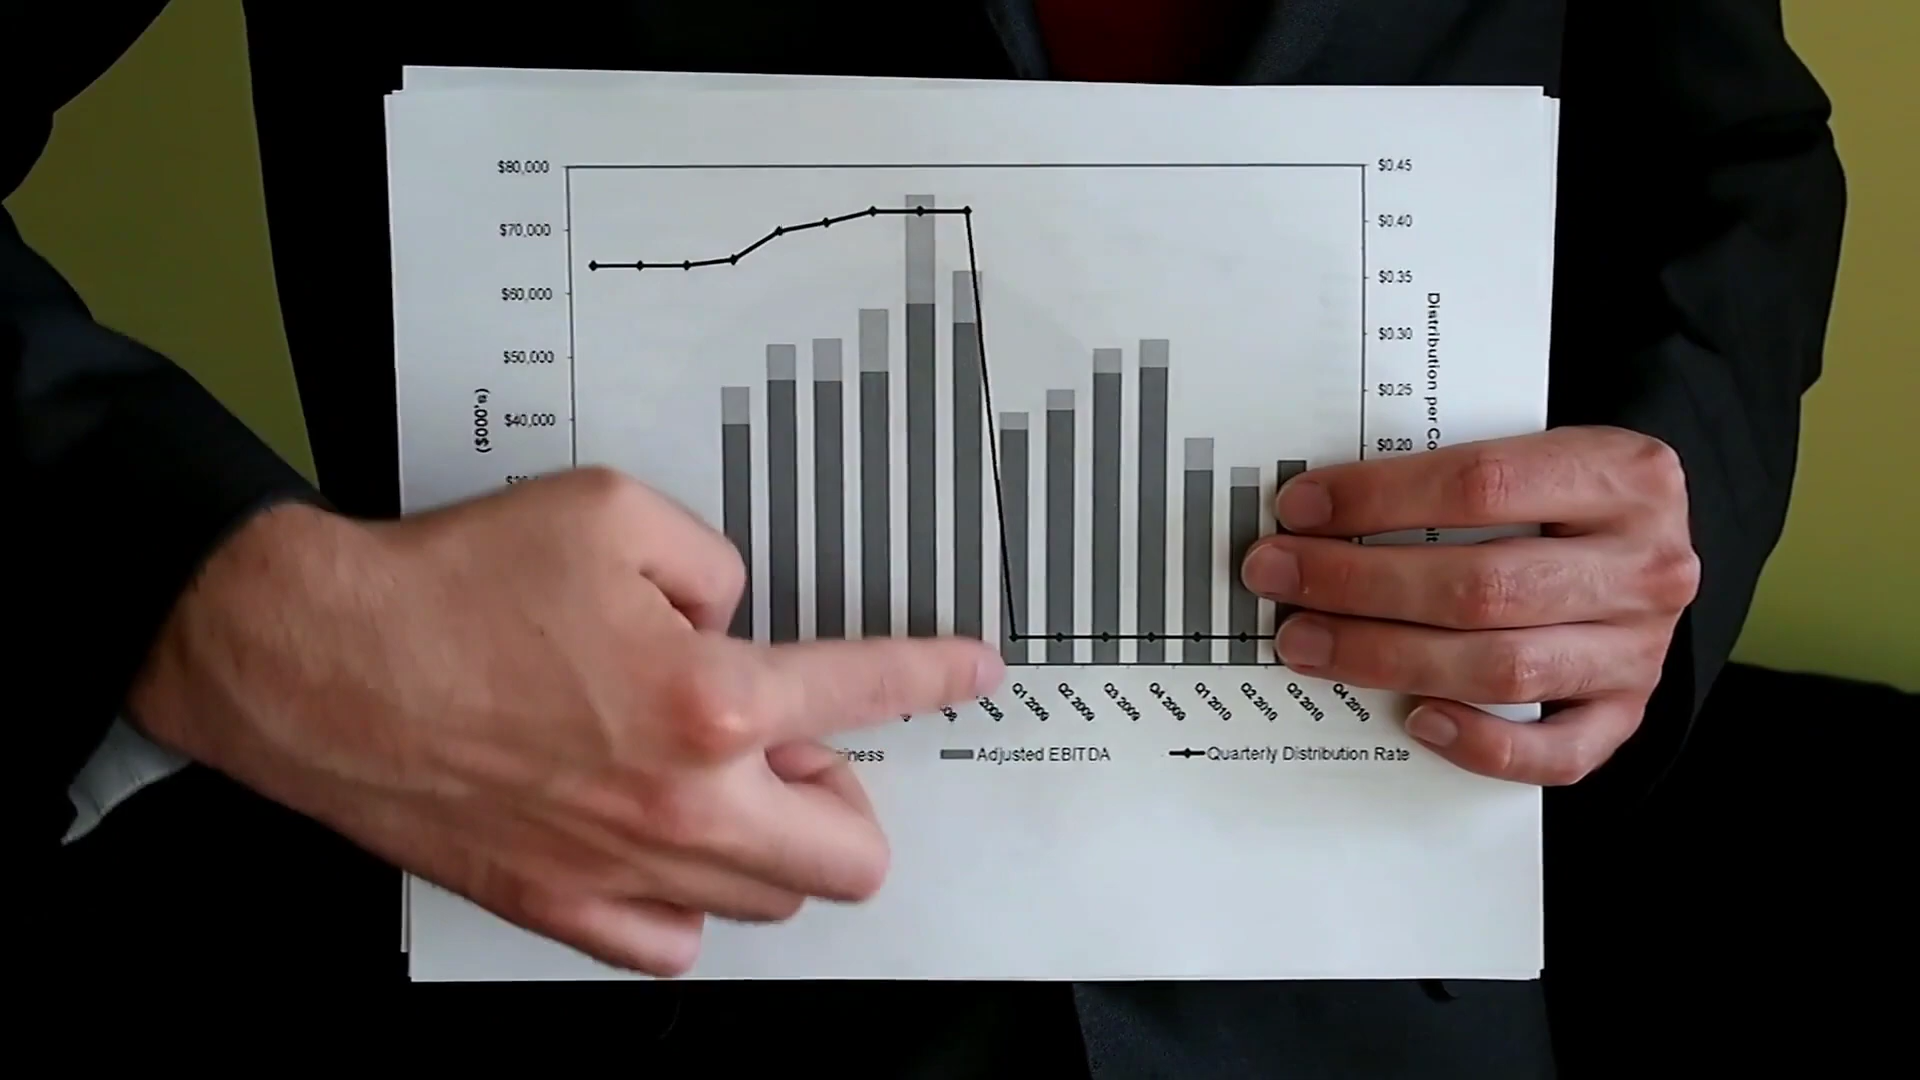 $80,000
$70,000
$60,000
$50,000
$40,000
($000's)
$0.45
$0.40
$0.35
$0.30
$0.25
$0.20
Distribution per
Q1 2009
Q2 2009
Q3 2009
Q4 2009
Q1 2010
Q2 2010
Q3 2010
Q4 2010
Adjusted EBITDA
Quarterly Distribution Rate